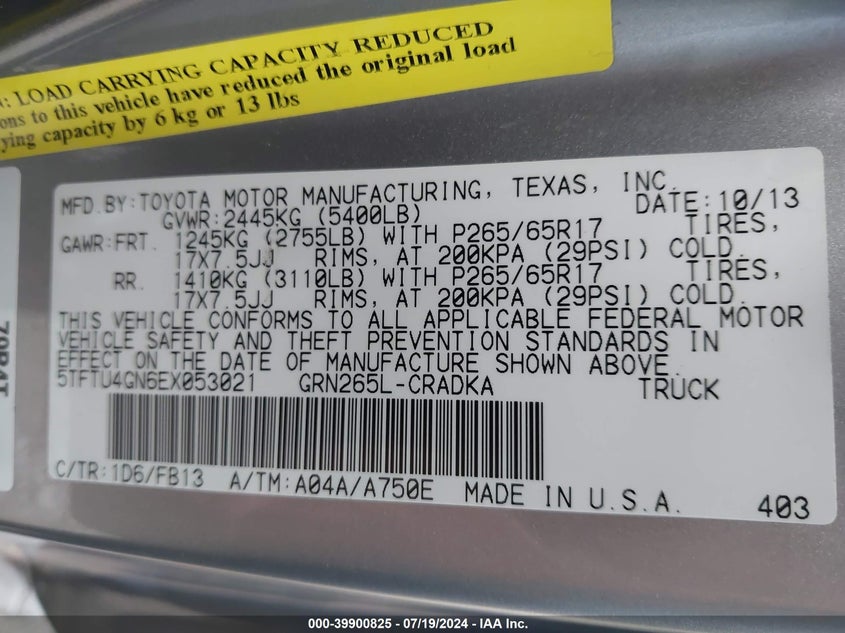 : LOAD CARRYING CAPACITY REDUCED
to this vehicle have reduced the original load
capacity by 6 kg or 13 lbs
MFD.BY:TOYOTA MOTOR MANUFACTURING, TEXAS, INC.
GVWR:2445KG (5400LB) DATE:10/13
GAWR:FRT. 1245KG (2755LB) WITH P265/65R17 TIRES,
17X7.5JJ RIMS, AT 200KPA (29PSI) COLD.
RR. 1410KG (3110LB) WITH P265/65R17 TIRES,
17X7.5JJ RIMS, AT 200KPA (29PSI) COLD.
THIS VEHICLE CONFORMS TO ALL APPLICABLE FEDERAL MOTOR
VEHICLE SAFETY AND THEFT PREVENTION STANDARDS IN
EFFECT ON THE DATE OF MANUFACTURE SHOWN ABOVE.
5TFTU4GN6EX053021 GRN265L-CRADKA TRUCK
C/TR:1D6/FB13 A/TM:A04A/A750E MADE IN U.S.A. 403
000-39900825 - 07/19/2024 - IAA Inc.